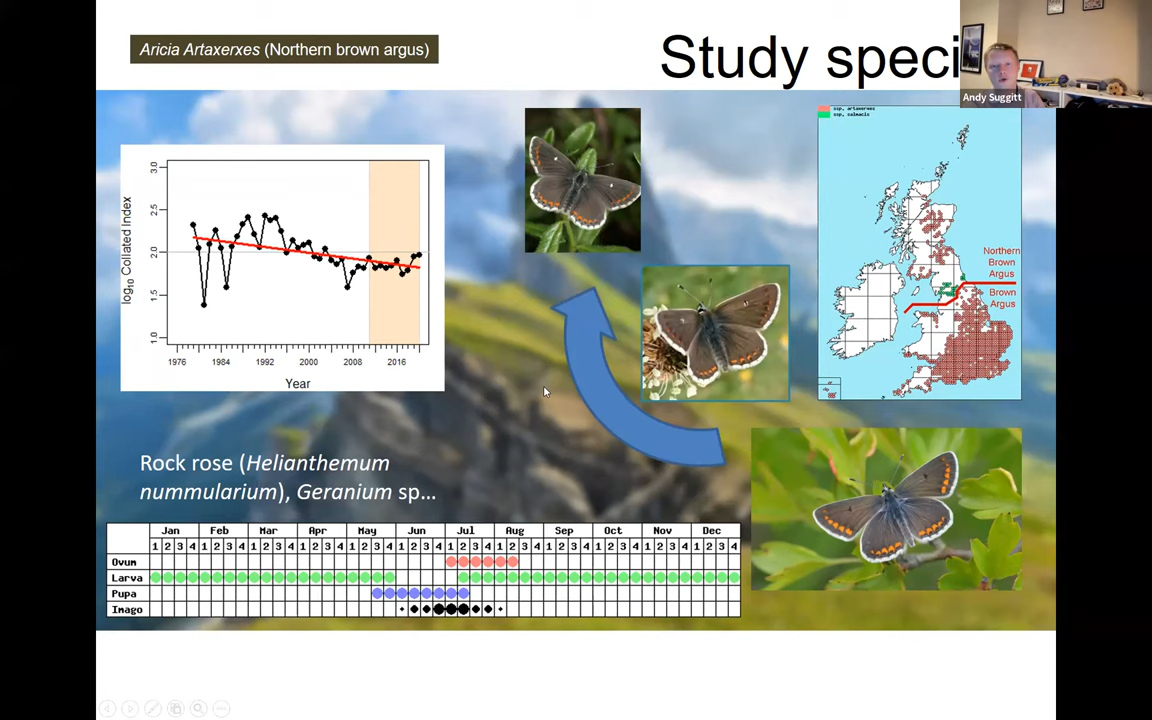 Aricia Artaxerxes (Northern brown argus)
Study speci
Andy Suggitt
ssp, artaxerxes
ssp, salmacis
3.0
2.5
2.0
1.5
1.0
log10 Collated Index
1976 1984 1992 2000 2008 2016
Year
Northern
Brown
Argus
Brown
Argus
Rock rose (Helianthemum
nummularium), Geranium sp...
Jan Feb Mar Apr May Jun Jul Aug Sep Oct Nov Dec
1 2 3 4 1 2 3 4 1 2 3 4 1 2 3 4 1 2 3 4 1 2 3 4 1 2 3 4 1 2 3 4 1 2 3 4 1 2 3 4 1 2 3 4 1 2 3 4
Ovum
Larva
Pupa
Imago